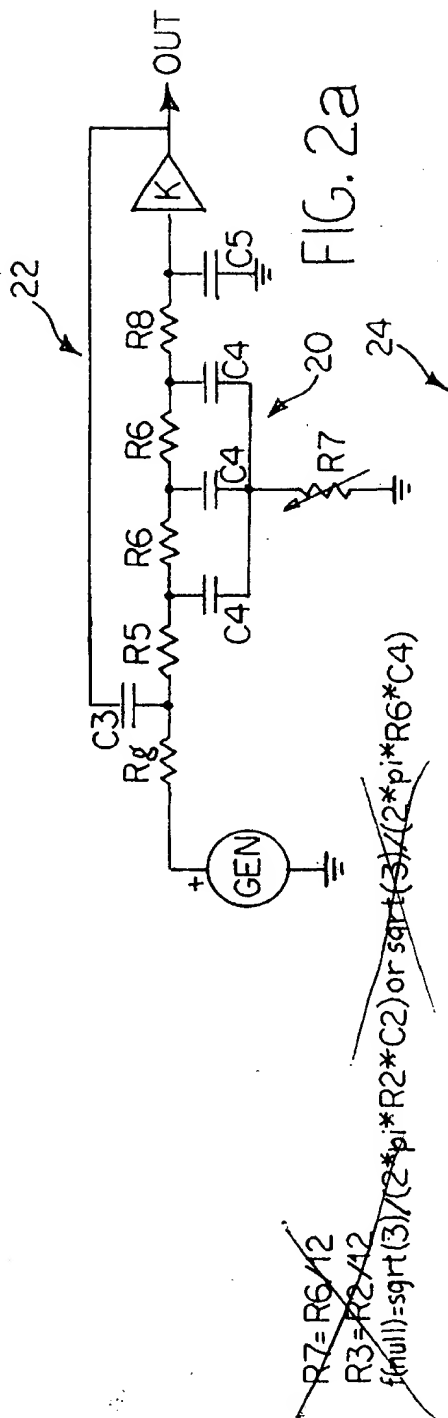 22
C3
OUT
Rg
R5
R6
R6
R8
K
C4
C4
C4
C5
20
R7
GEN
+
FIG. 2a
24
R7=R6/12
R3=R2/12
f(null)=sqrt(3)/(2*pi*R2*C2) or sqrt(3)/(2*pi*R6*C4)